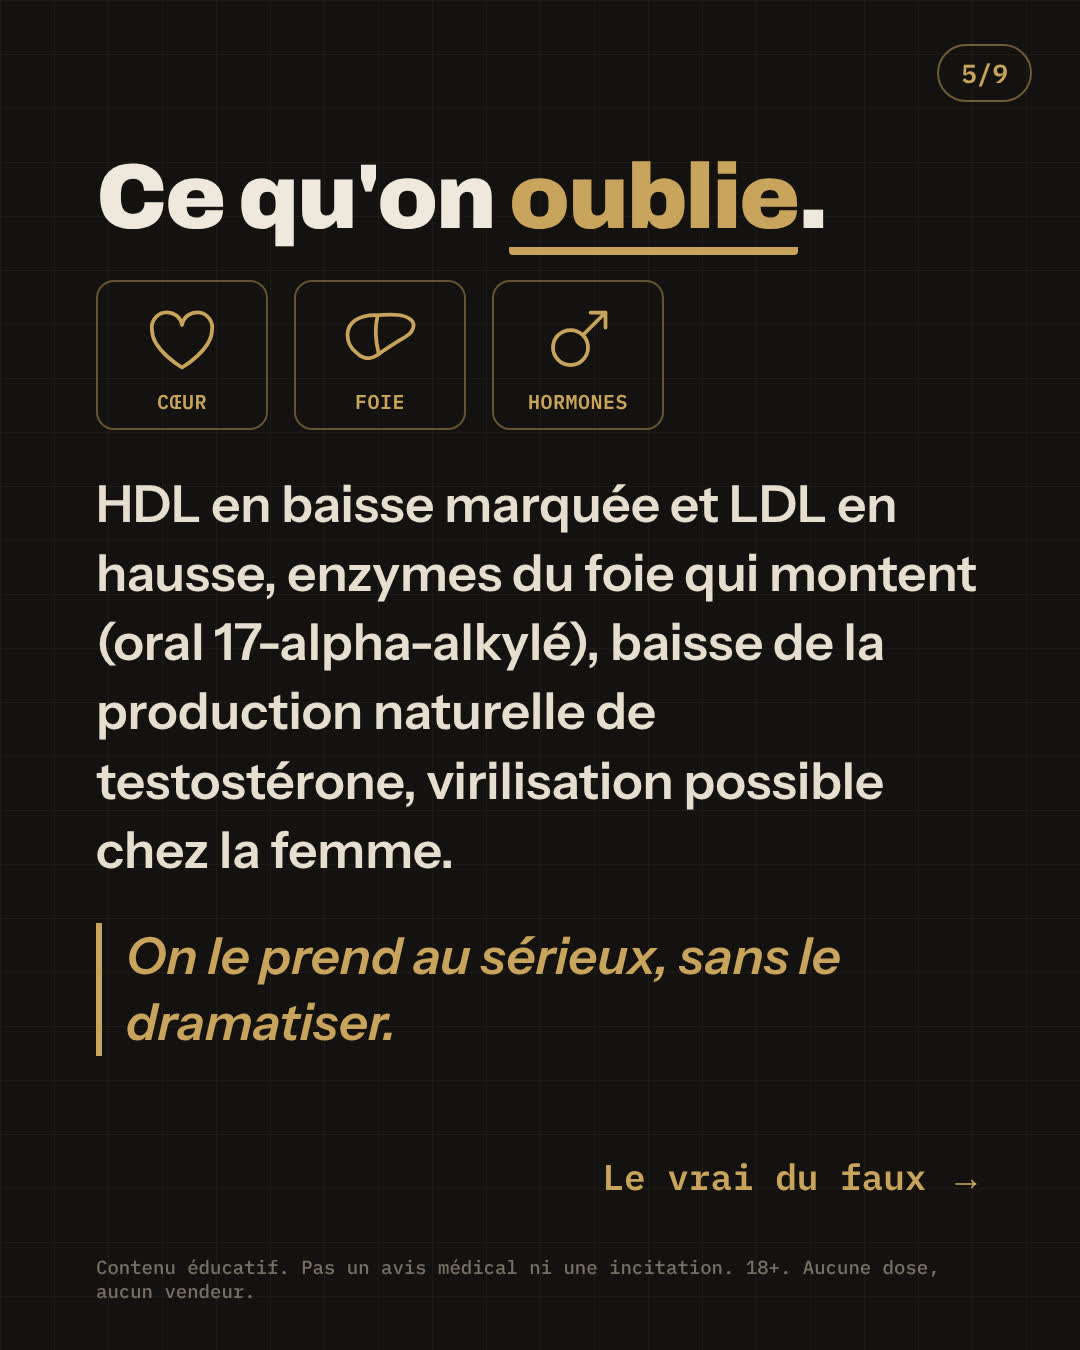 5/9
Ce qu'on oublie.
CŒUR
FOIE
HORMONES
HDL en baisse marquée et LDL en
hausse, enzymes du foie qui montent
(oral 17-alpha-alkylé), baisse de la
production naturelle de
testostérone, virilisation possible
chez la femme.
On le prend au sérieux, sans le
dramatiser.
Le vrai du faux →
Contenu éducatif. Pas un avis médical ni une incitation. 18+. Aucune dose,
aucun vendeur.